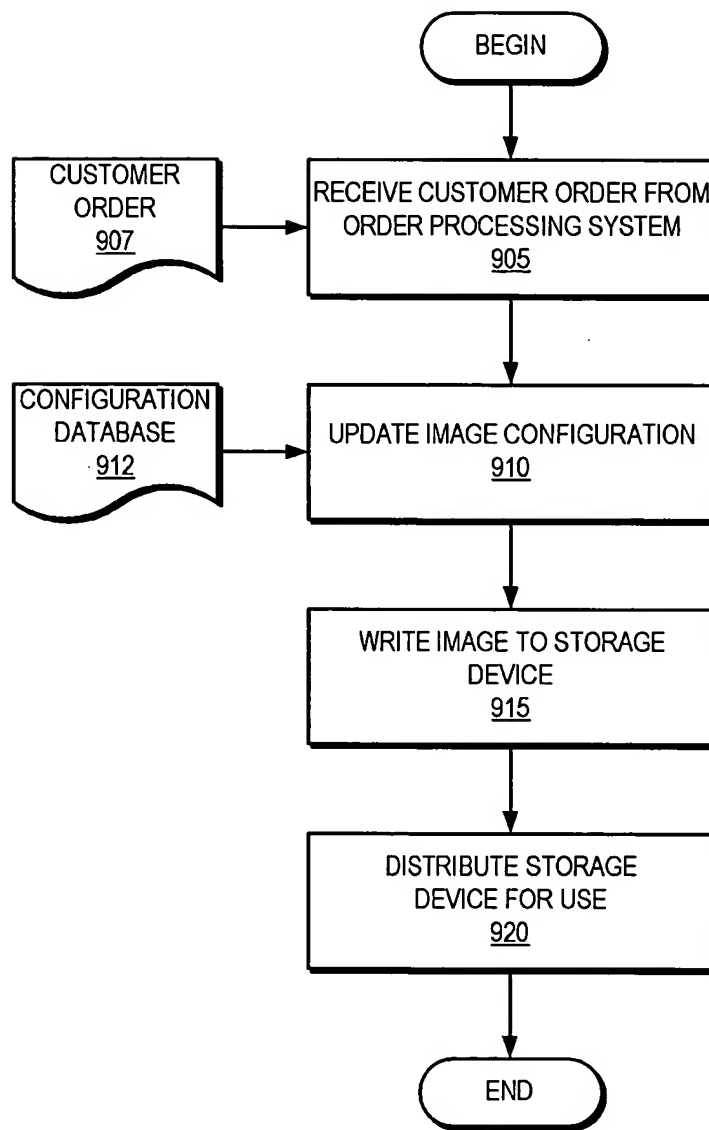 BEGIN
CUSTOMER
ORDER
907
RECEIVE CUSTOMER ORDER FROM
ORDER PROCESSING SYSTEM
905
CONFIGURATION
DATABASE
912
UPDATE IMAGE CONFIGURATION
910
WRITE IMAGE TO STORAGE
DEVICE
915
DISTRIBUTE STORAGE
DEVICE FOR USE
920
END